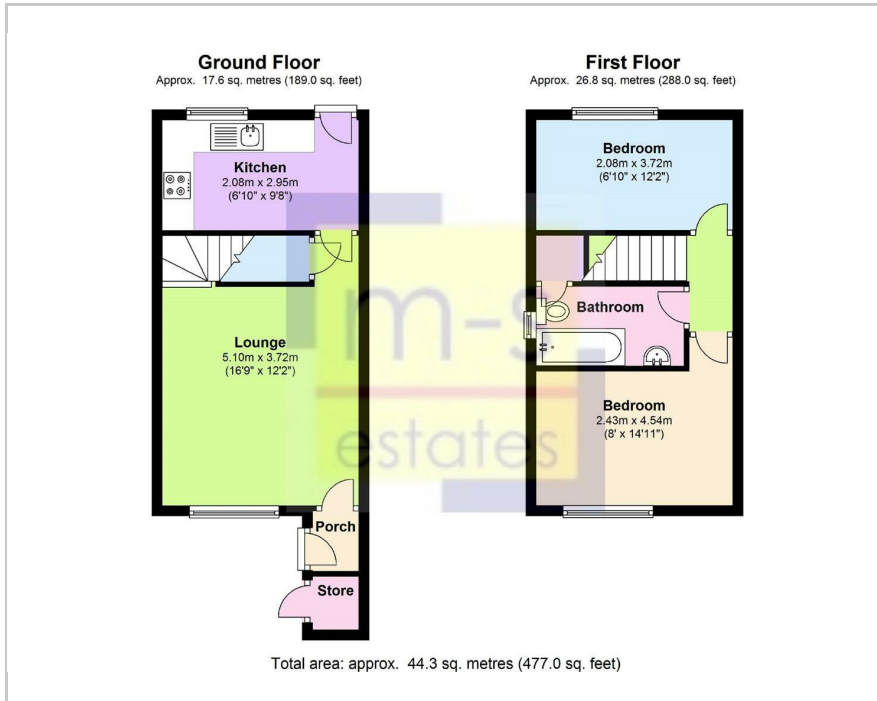 Ground Floor
Approx. 17.6 sq. metres (189.0 sq. feet)
Kitchen
2.08m x 2.95m
(6'10" x 9'8")
Lounge
5.10m x 3.72m
(16'9" x 12'2")
Porch
Store
First Floor
Approx. 26.8 sq. metres (288.0 sq. feet)
Bedroom
2.08m x 3.72m
(6'10" x 12'2")
Bathroom
Bedroom
2.43m x 4.54m
(8' x 14'11")
m-s
estates
Total area: approx. 44.3 sq. metres (477.0 sq. feet)